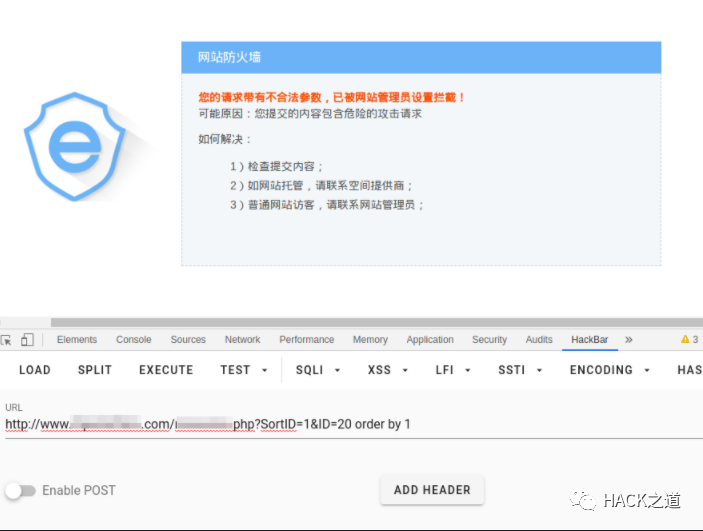 网站防火墙
您的请求带有不合法参数，已被网站管理员设置拦截！
可能原因：您提交的内容包含危险的攻击请求
如何解决：
1）检查提交内容；
2）如网站托管，请联系空间提供商；
3）普通网站访客，请联系网站管理员；
Elements Console Sources Network Performance Memory Application Security Audits HackBar » 3
LOAD SPLIT EXECUTE TEST SQLI XSS LFI SSTI ENCODING HAS
URL
http://www. .com/ php?SortID=1&ID=20 order by 1
Enable POST ADD HEADER
HACK之道